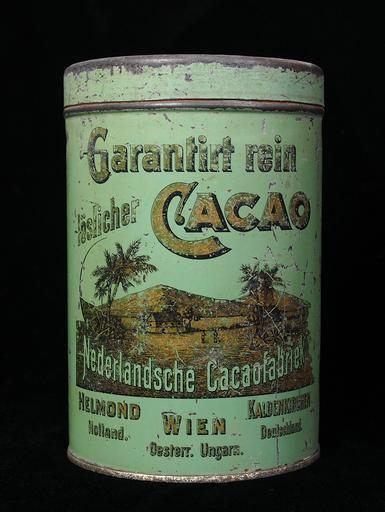 Garantirt rein
löslicher
CACAO
Nederlandsche Cacaofabriek
HELMOND
Holland.
WIEN
Oesterr. Ungarn.
KALDENKIRCHEN
Deutschland.